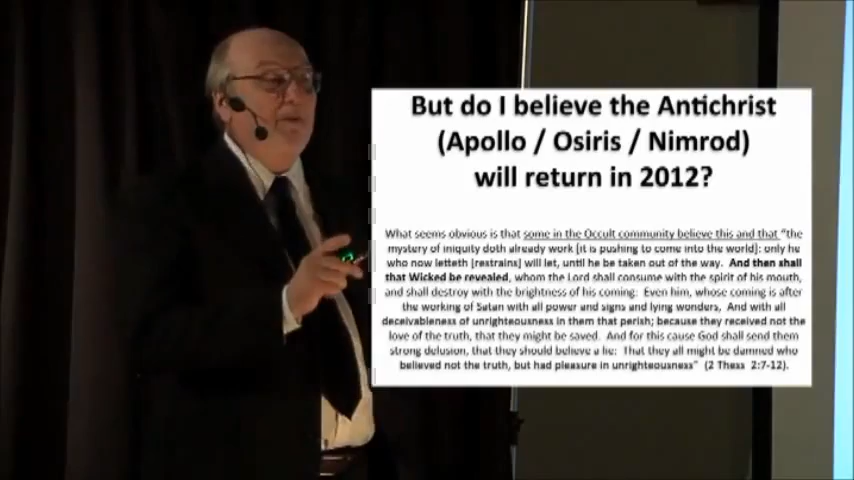 But do I believe the Antichrist
(Apollo / Osiris / Nimrod)
will return in 2012?
What seems obvious is that some in the Occult community believe this and that "the
mystery of iniquity doth already work [it is pushing to come into the world]: only he
who now letteth [restrains] will let, until he be taken out of the way. And then shall
that Wicked be revealed, whom the Lord shall consume with the spirit of his mouth,
and shall destroy with the brightness of his coming: Even him, whose coming is after
the working of Satan with all power and signs and lying wonders, And with all
deceivableness of unrighteousness in them that perish; because they received not the
love of the truth, that they might be saved. And for this cause God shall send them
strong delusion, that they should believe a lie: That they all might be damned who
believed not the truth, but had pleasure in unrighteousness" (2 Thess 2:7-12).